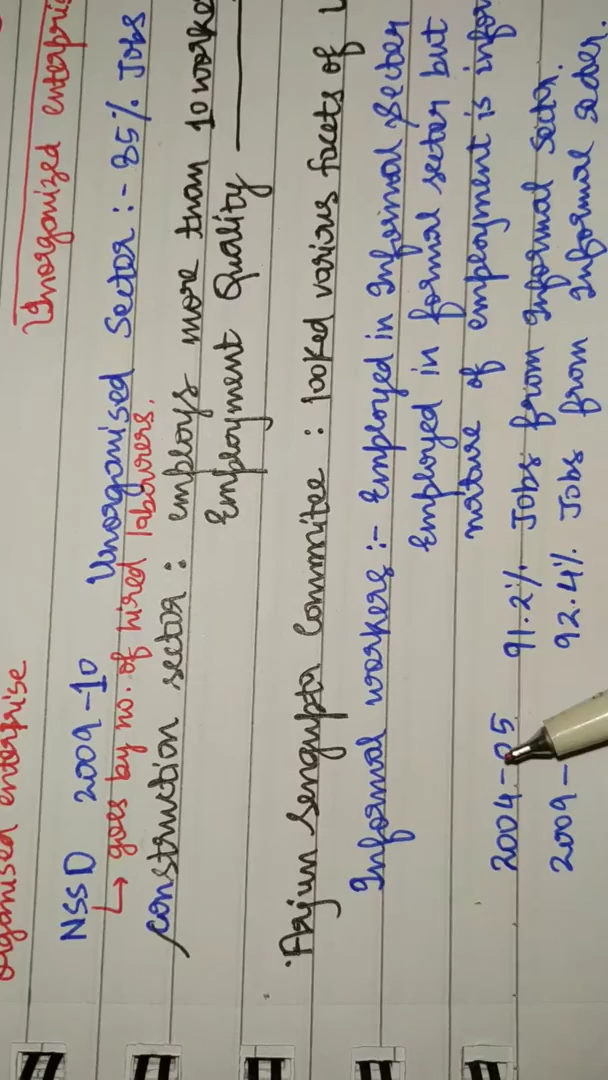 Unorganized enterpris
Organised enterprise
NSSD 2009-10 Unorganised Sector :- 85% Jobs
↳ goes by no. of hired labourers.
construction sector : employs more than 10 worke
Employment Quality
Arjun Sengupta Committee : looked various facets of
Informal workers :- Employed in Informal Sector
Employed in formal sector but
nature of employment is infor
2004-05 91.2% Jobs from Informal Sector.
2009- 92.4% Jobs from Informal sector.